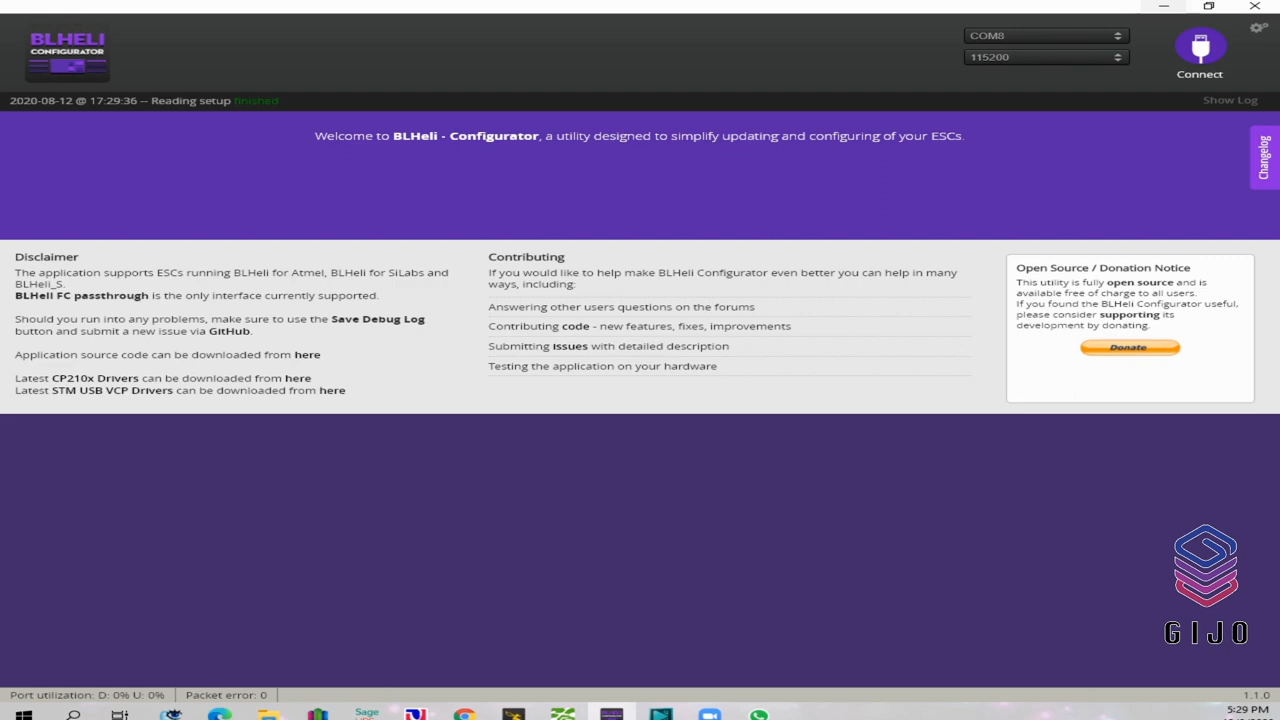 BLHELI
CONFIGURATOR
COM8
115200
Connect
2020-08-12 @ 17:29:36 -- Reading setup finished
Show Log
Welcome to BLHeli - Configurator, a utility designed to simplify updating and configuring of your ESCs.
Changelog
Disclaimer
The application supports ESCs running BLHeli for Atmel, BLHeli for SiLabs and
BLHeli_S.
BLHeli FC passthrough is the only interface currently supported.
Should you run into any problems, make sure to use the Save Debug Log
button and submit a new issue via GitHub.
Application source code can be downloaded from here
Latest CP210x Drivers can be downloaded from here
Latest STM USB VCP Drivers can be downloaded from here
Contributing
If you would like to help make BLHeli Configurator even better you can help in many
ways, including:
Answering other users questions on the forums
Contributing code - new features, fixes, improvements
Submitting issues with detailed description
Testing the application on your hardware
Open Source / Donation Notice
This utility is fully open source and is
available free of charge to all users.
If you found the BLHeli Configurator useful,
please consider supporting its
development by donating.
Donate
GIJO
Port utilization: D: 0% U: 0%
Packet error: 0
1.1.0
Sage
5:29 PM